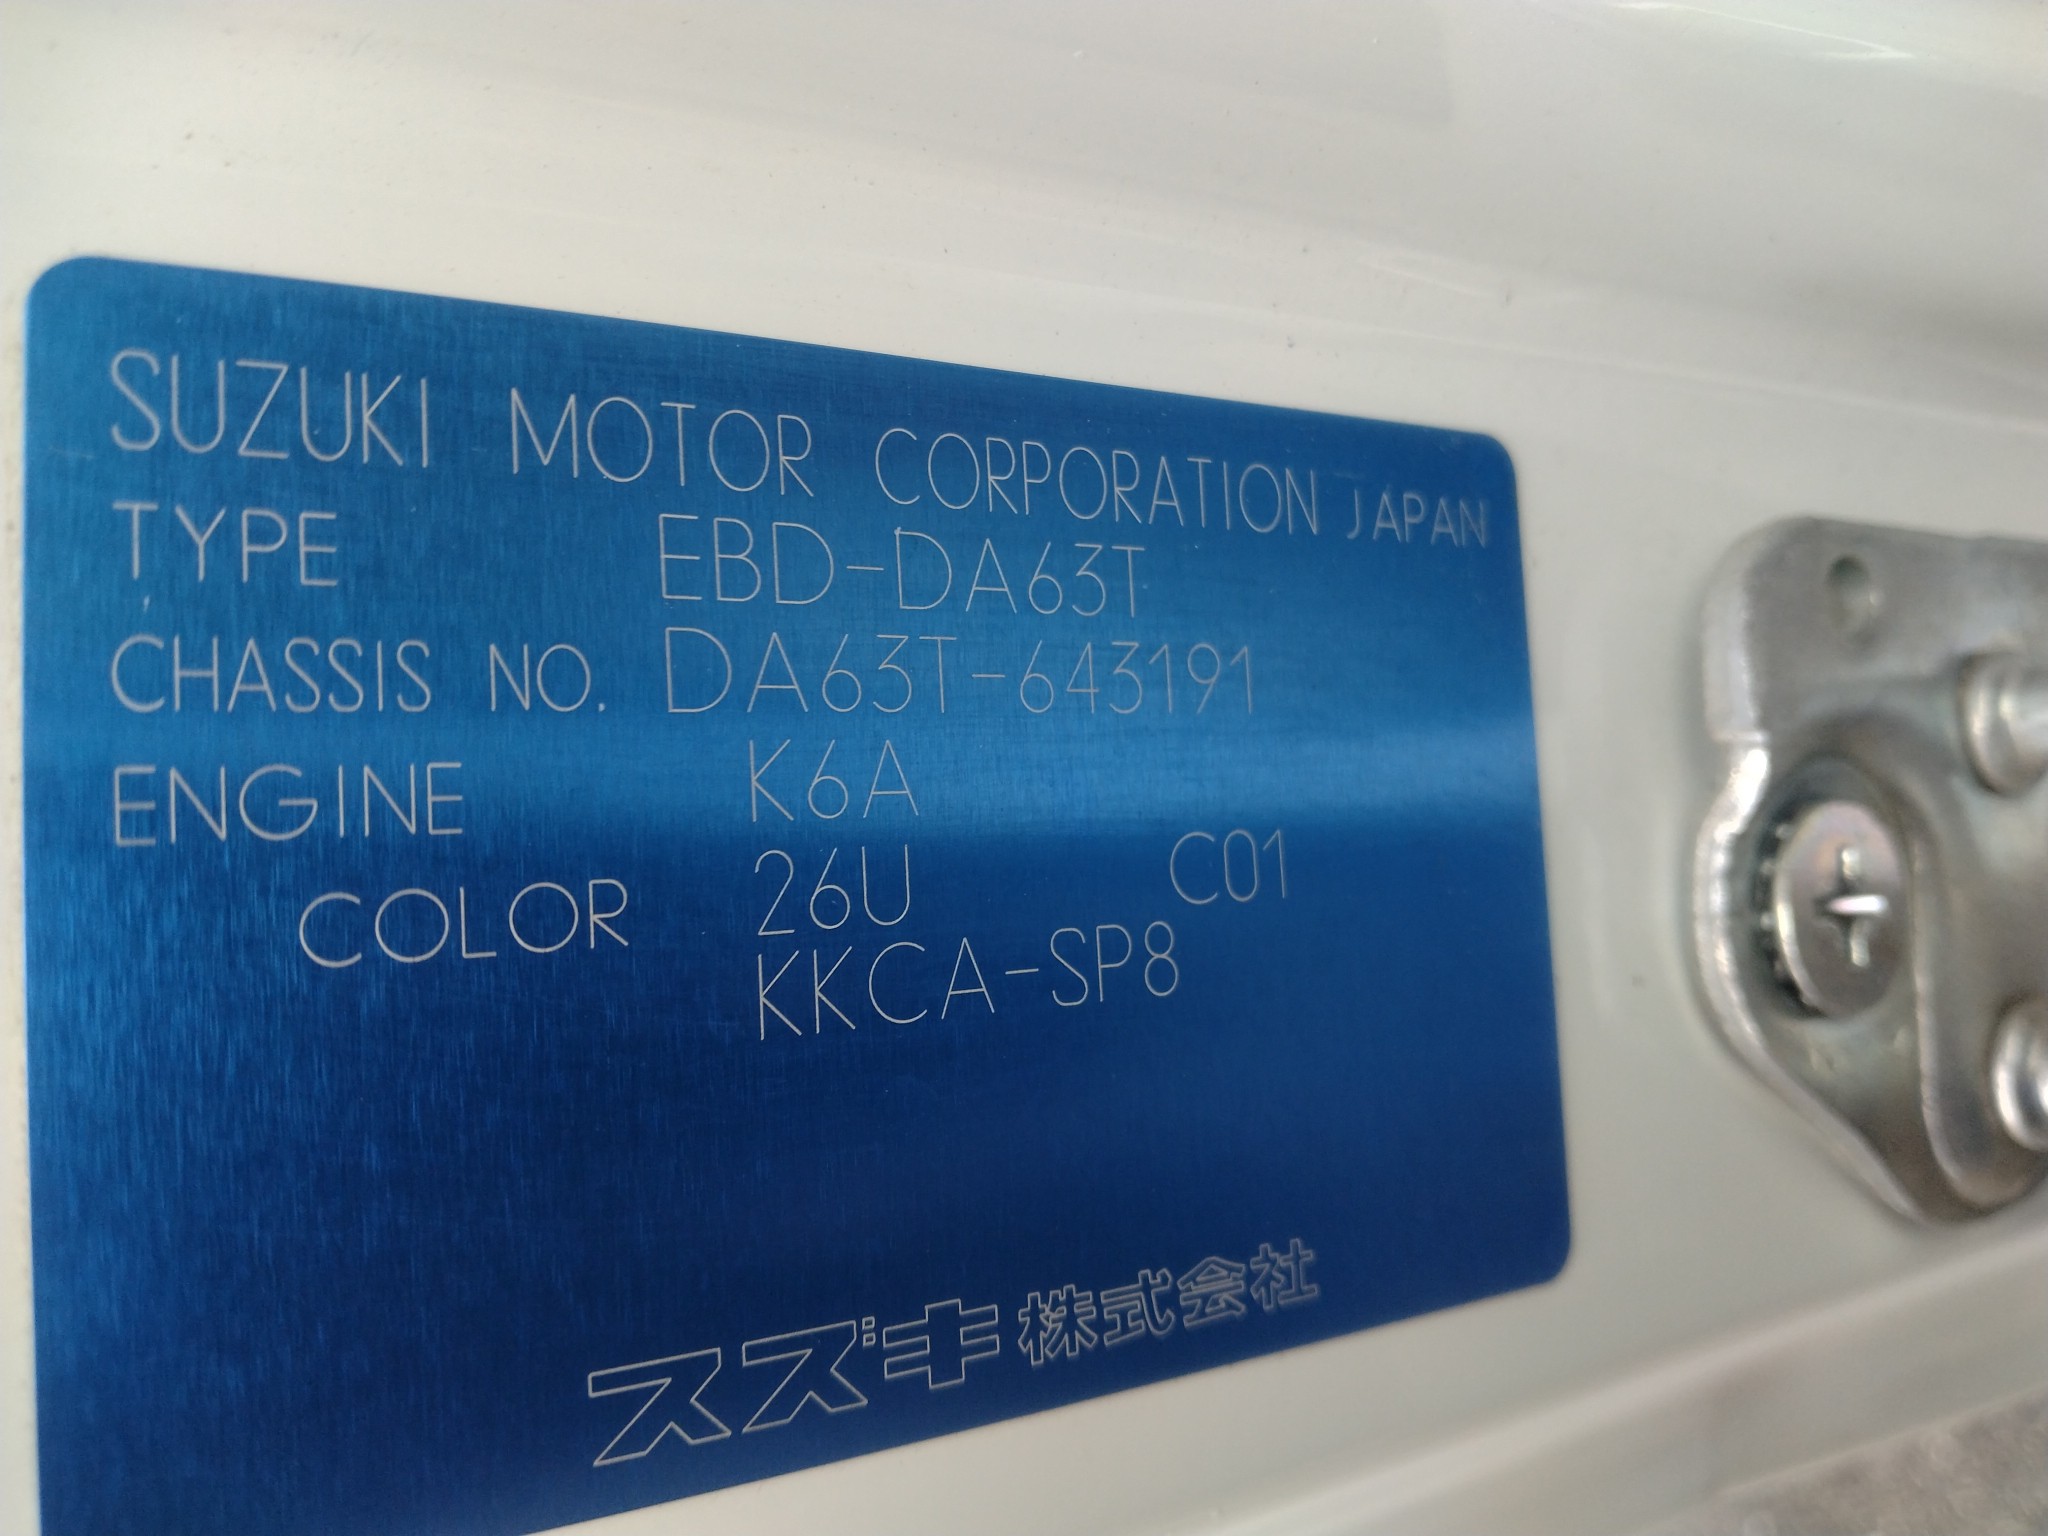 SUZUKI MOTOR CORPORATION JAPAN
TYPE EBD-DA63T
CHASSIS NO. DA63T-643191
ENGINE K6A
COLOR 26U C01
KKCA-SP8
スズキ株式会社